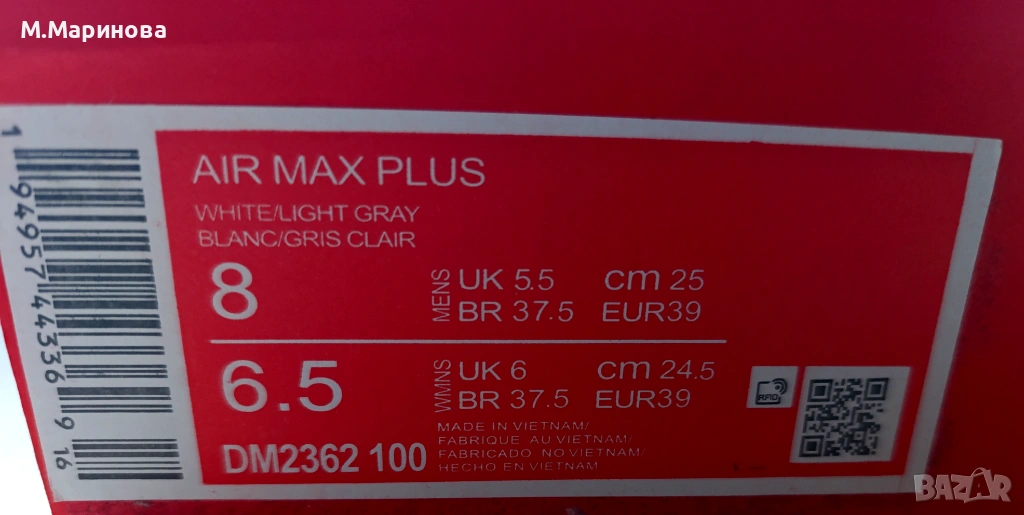 М.Маринова
AIR MAX PLUS
WHITE/LIGHT GRAY
BLANC/GRIS CLAIR
8
MENS
UK 5.5 cm 25
BR 37.5 EUR39
6.5
WMNS
UK 6 cm 24.5
BR 37.5 EUR39
DM2362 100
MADE IN VIETNAM/
FABRIQUE AU VIETNAM/
FABRICADO NO VIETNAM/
HECHO EN VIETNAM
RFID
1 94957 44336 9 16
BAZAR